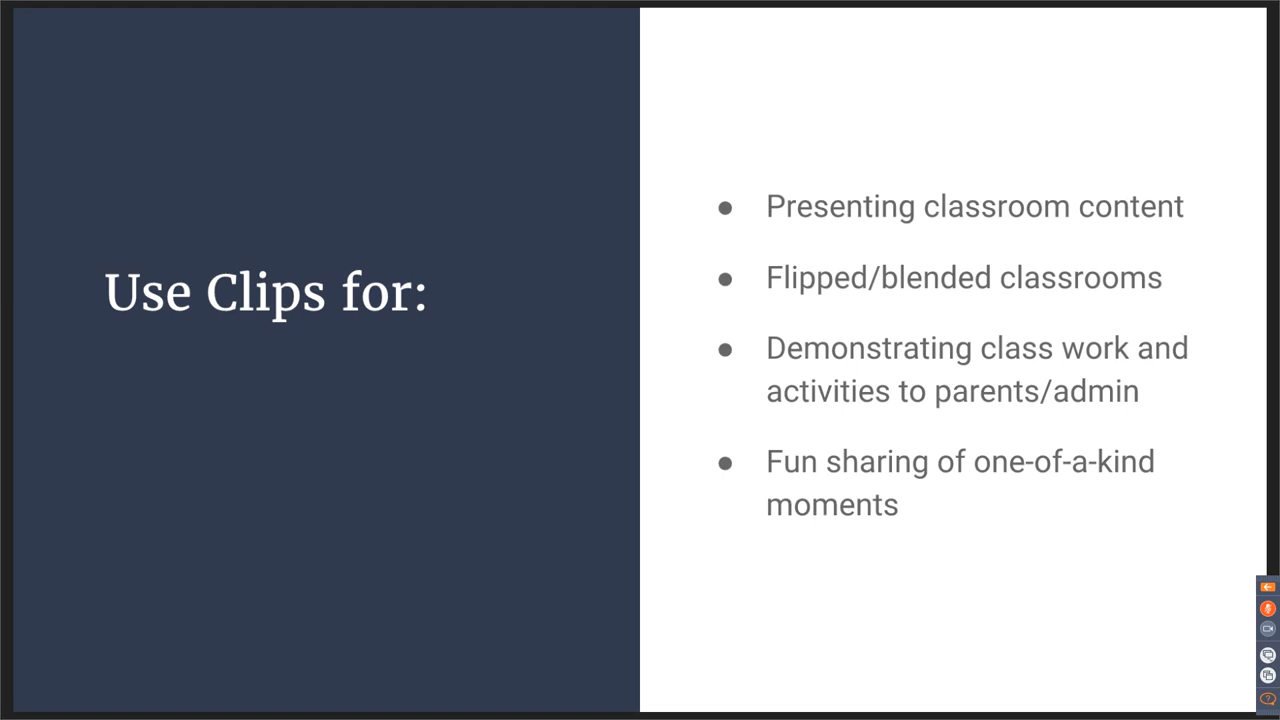 Use Clips for:
● Presenting classroom content
● Flipped/blended classrooms
● Demonstrating class work and
activities to parents/admin
● Fun sharing of one-of-a-kind
moments